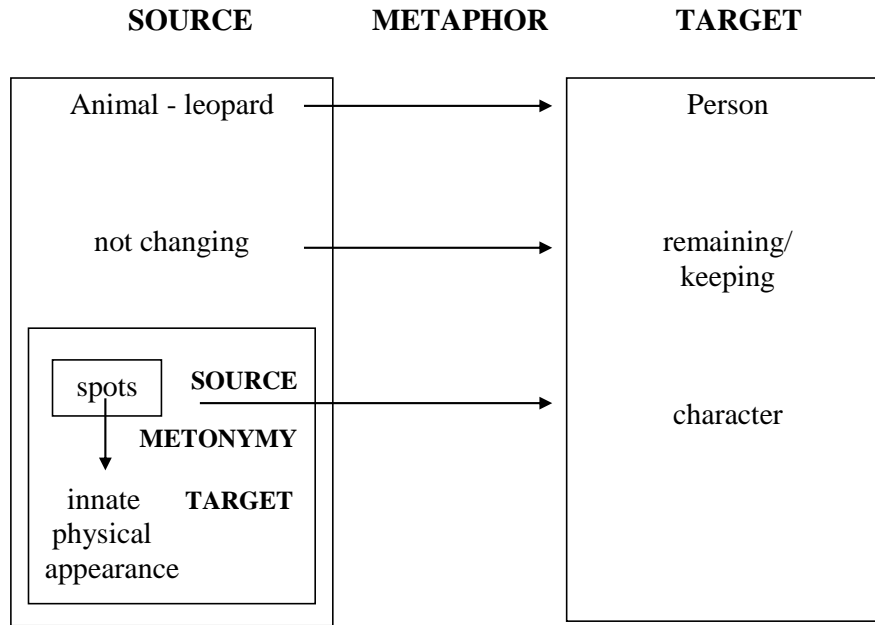 SOURCE METAPHOR TARGET
Animal - leopard Person
not changing remaining/
keeping
spots SOURCE
character
METONYMY
innate TARGET
physical
appearance